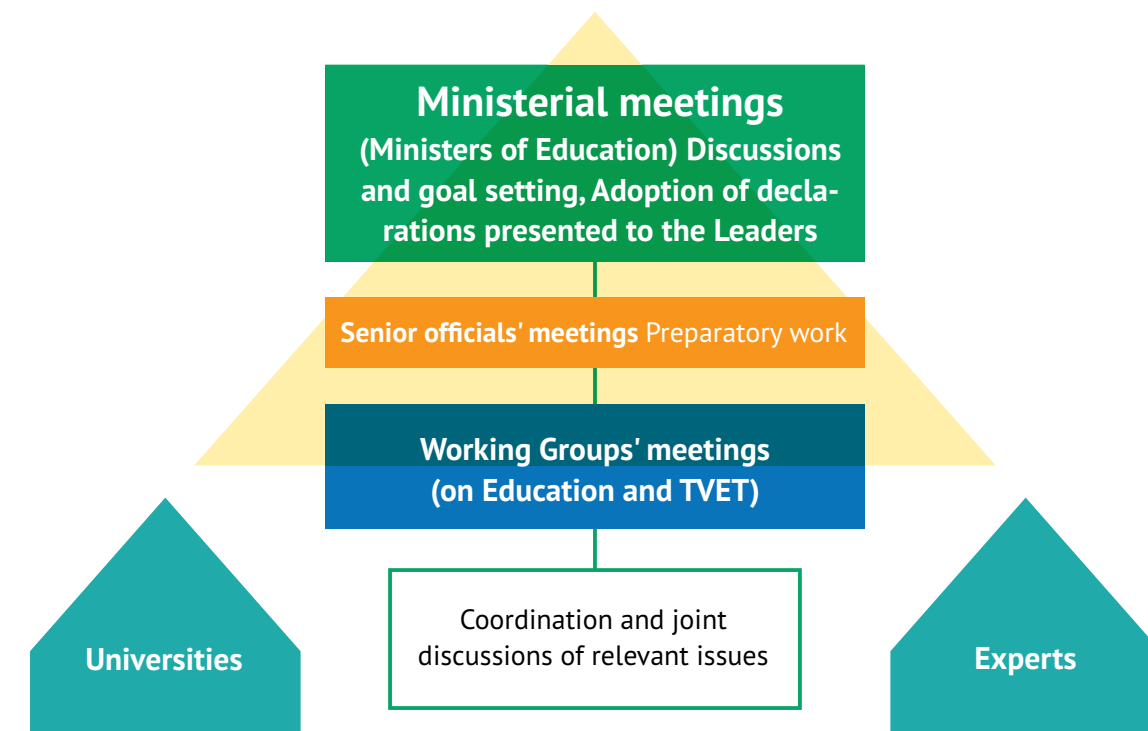 Ministerial meetings
(Ministers of Education) Discussions
and goal setting, Adoption of decla-
rations presented to the Leaders
Senior officials' meetings Preparatory work
Working Groups' meetings
(on Education and TVET)
Coordination and joint
discussions of relevant issues
Universities
Experts